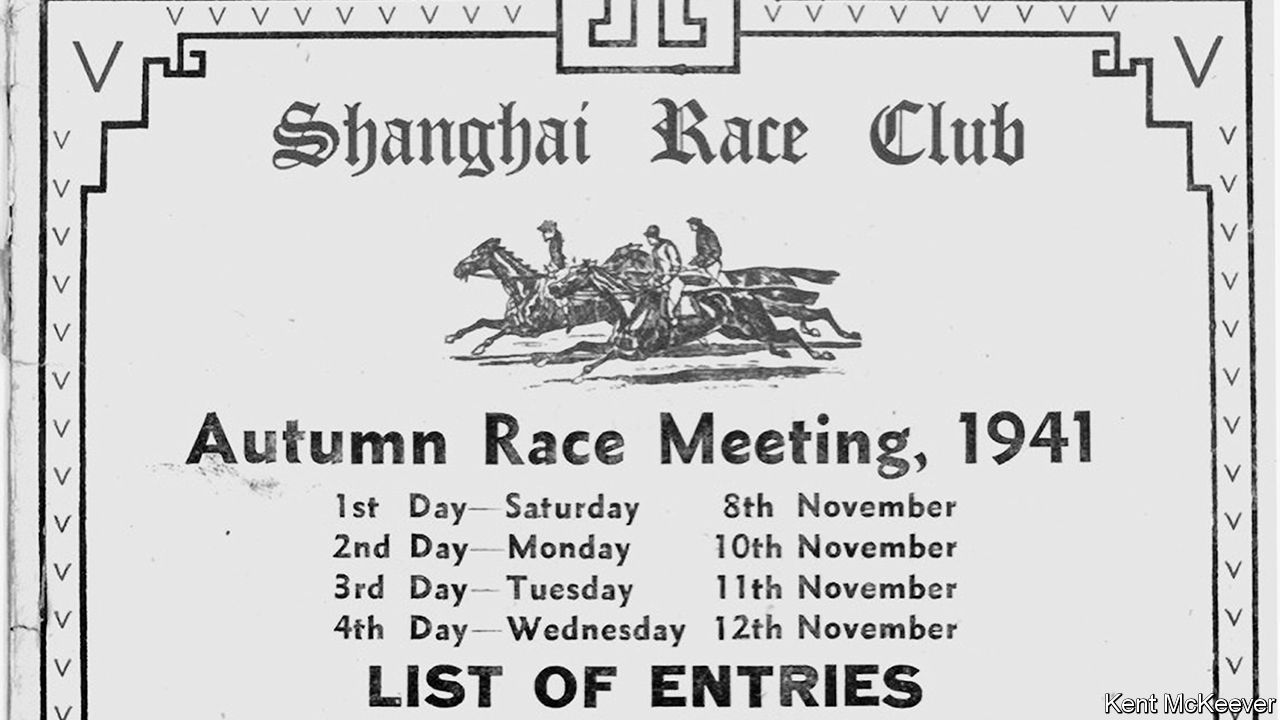 V V V V V V V V V V V V V V V V V V
V V
Shanghai Race Club
Autumn Race Meeting, 1941
1st Day—Saturday 8th November
2nd Day—Monday 10th November
3rd Day—Tuesday 11th November
4th Day—Wednesday 12th November
LIST OF ENTRIES
Kent McKeever